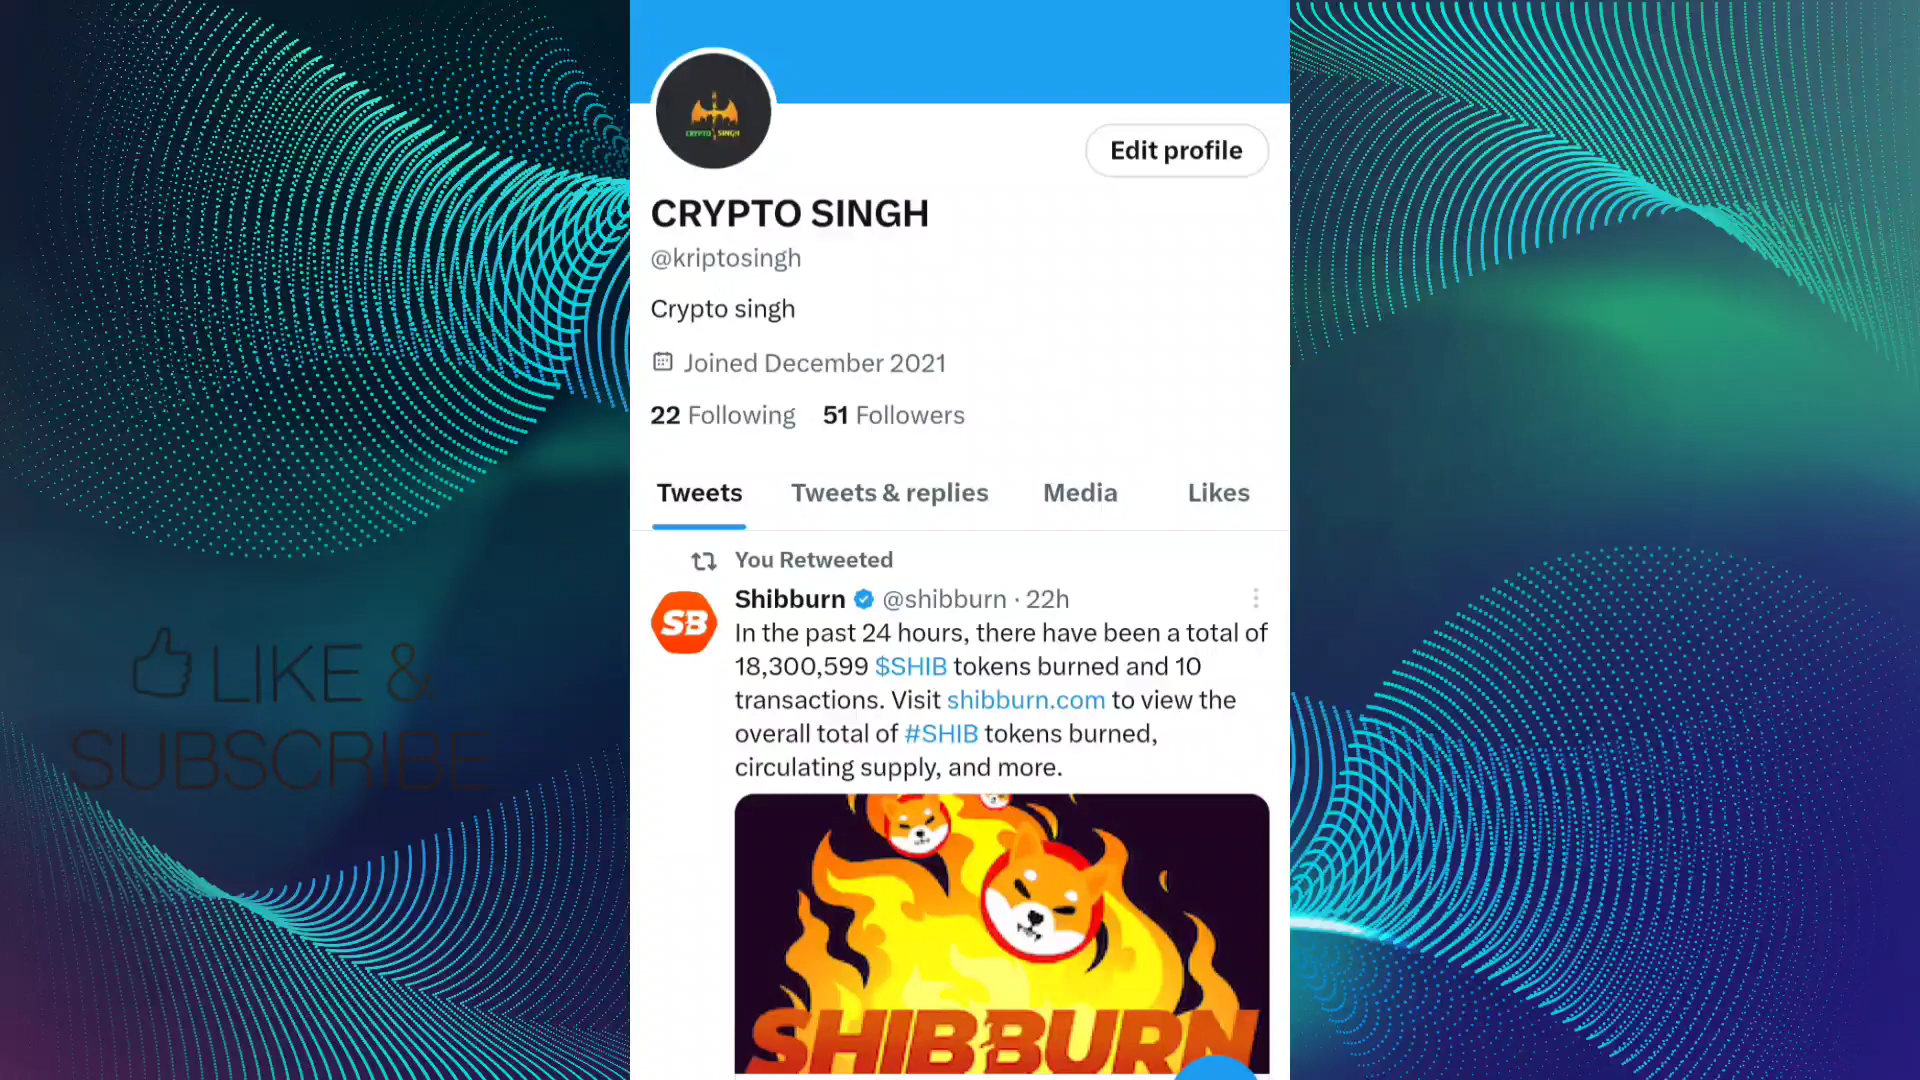 CRYPTO SINGH
Edit profile
CRYPTO SINGH
@kriptosingh
Crypto singh
Joined December 2021
22 Following 51 Followers
Tweets Tweets & replies Media Likes
You Retweeted
Shibburn @shibburn · 22h
SB
In the past 24 hours, there have been a total of
18,300,599 $SHIB tokens burned and 10
transactions. Visit shibburn.com to view the
overall total of #SHIB tokens burned,
circulating supply, and more.
SHIBBURN
LIKE &
SUBSCRIBE